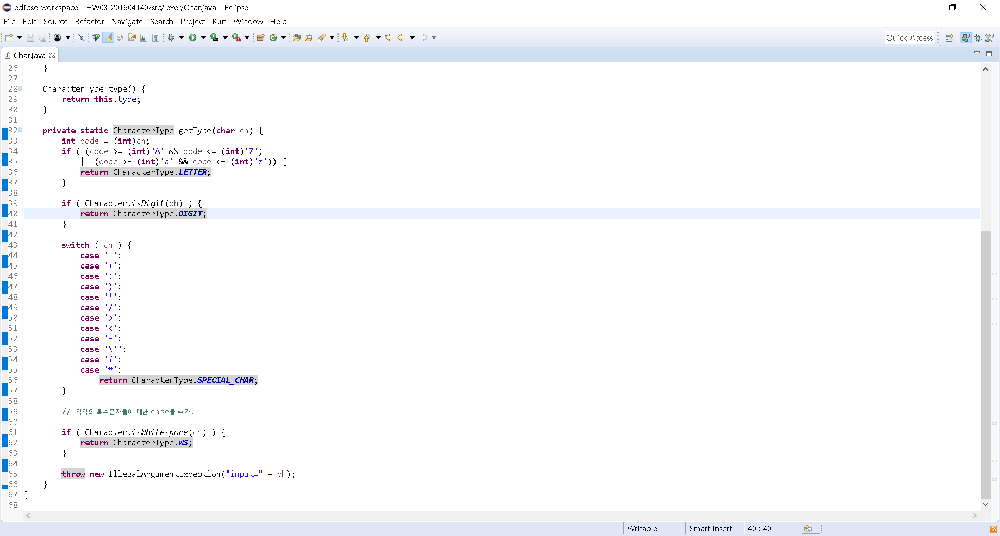 eclipse-workspace - HW03_201604140/src/lexer/Char.java - Eclipse
File Edit Source Refactor Navigate Search Project Run Window Help
Quick Access
Char.java
26     }
27
28     CharacterType type() {
29         return this.type;
30     }
31
32     private static CharacterType getType(char ch) {
33         int code = (int)ch;
34         if ( (code >= (int)'A' && code <= (int)'Z')
35             || (code >= (int)'a' && code <= (int)'z')) {
36             return CharacterType.LETTER;
37         }
38
39         if ( Character.isDigit(ch) ) {
40             return CharacterType.DIGIT;
41         }
42
43         switch ( ch ) {
44             case '-':
45             case '+':
46             case '(':
47             case ')':
48             case '*':
49             case '/':
50             case '>':
51             case '<':
52             case '=':
53             case '\'':
54             case '?':
55             case '#':
56                 return CharacterType.SPECIAL_CHAR;
57         }
58
59         // 각각의 특수문자들에 대한 case를 추가.
60
61         if ( Character.isWhitespace(ch) ) {
62             return CharacterType.WS;
63         }
64
65         throw new IllegalArgumentException("input=" + ch);
66     }
67 }
68
Writable Smart Insert 40 : 40